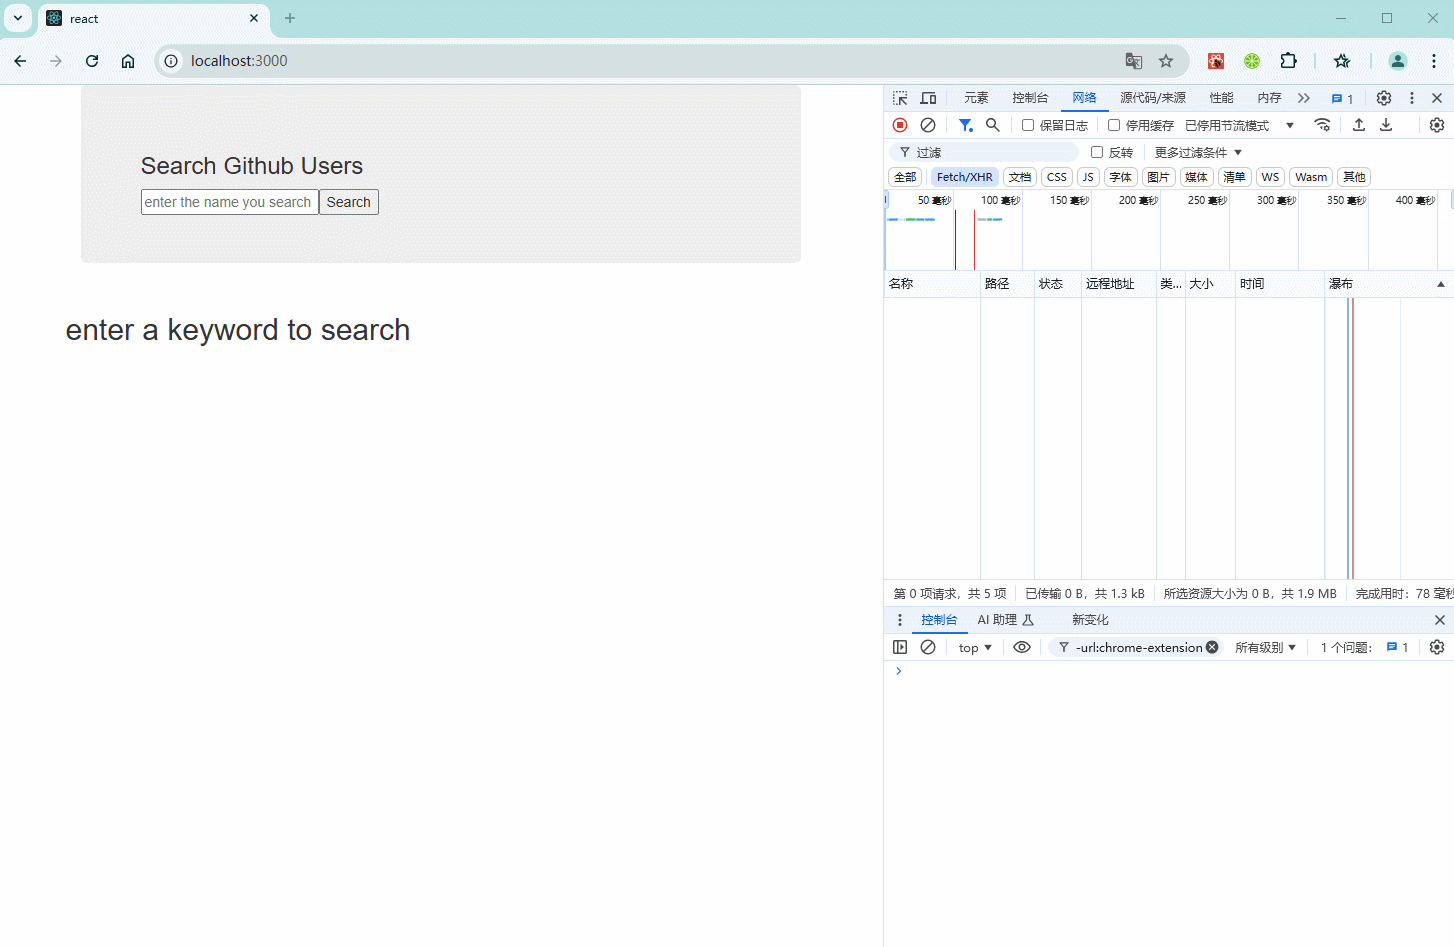 react
localhost:3000
Search Github Users
enter the name you search
Search
enter a keyword to search
元素
控制台
网络
源代码/来源
性能
内存
1
保留日志
停用缓存
已停用节流模式
过滤
反转
更多过滤条件
全部
Fetch/XHR
文档
CSS
JS
字体
图片
媒体
清单
WS
Wasm
其他
50 毫秒
100 毫秒
150 毫秒
200 毫秒
250 毫秒
300 毫秒
350 毫秒
400 毫秒
名称
路径
状态
远程地址
类...
大小
时间
瀑布
第 0 项请求，共 5 项
已传输 0 B，共 1.3 kB
所选资源大小为 0 B，共 1.9 MB
完成用时：78 毫秒
控制台
AI 助理
新变化
top
-url:chrome-extension
所有级别
1 个问题：
1